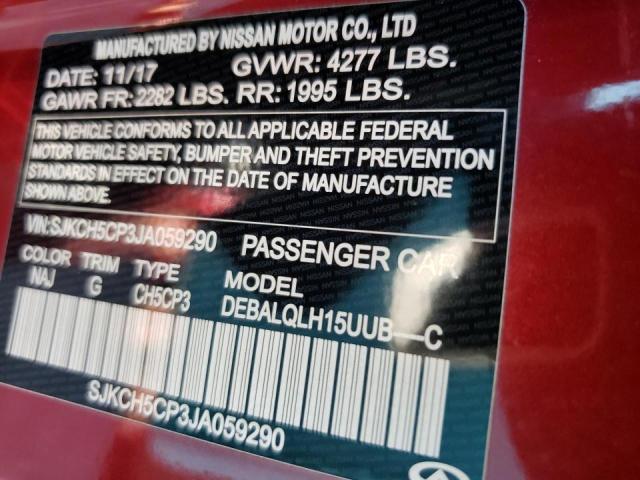 MANUFACTURED BY NISSAN MOTOR CO., LTD
DATE: 11/17 GVWR: 4277 LBS.
GAWR FR: 2282 LBS. RR: 1995 LBS.
THIS VEHICLE CONFORMS TO ALL APPLICABLE FEDERAL
MOTOR VEHICLE SAFETY, BUMPER AND THEFT PREVENTION
STANDARDS IN EFFECT ON THE DATE OF MANUFACTURE
SHOWN ABOVE.
VIN:SJKCH5CP3JA059290 PASSENGER CAR
COLOR TRIM TYPE MODEL
NAJ G CH5CP3 DEBALQLH15UUB--C
SJKCH5CP3JA059290